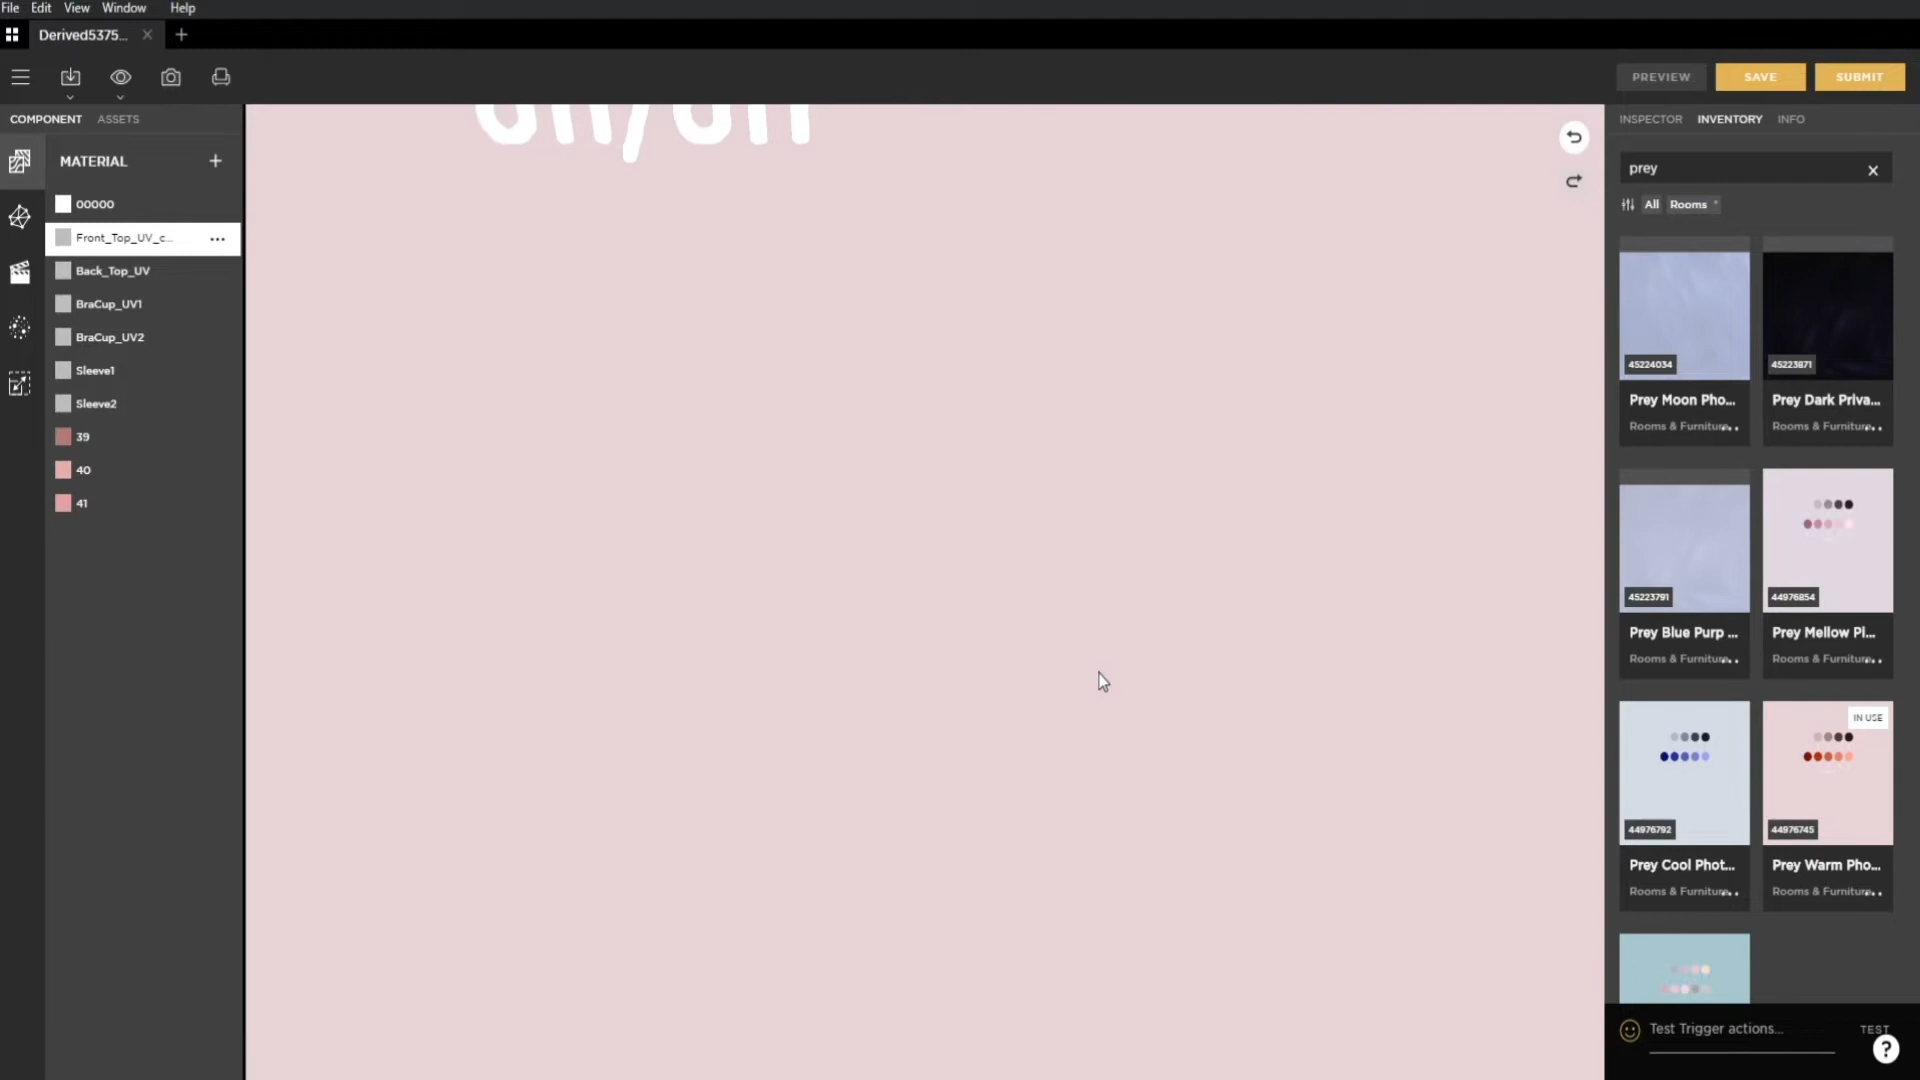 File Edit View Window Help
Derived5375...
PREVIEW SAVE SUBMIT
COMPONENT ASSETS
INSPECTOR INVENTORY INFO
MATERIAL
00000
Front_Top_UV_c...
Back_Top_UV
BraCup_UV1
BraCup_UV2
Sleeve1
Sleeve2
39
40
41
on/off
prey
All Rooms
45224034
Prey Moon Pho...
Rooms & Furniture
45223871
Prey Dark Priva...
Rooms & Furniture
45223791
Prey Blue Purp ...
Rooms & Furniture
44976854
Prey Mellow Pi...
Rooms & Furniture
44976792
Prey Cool Phot...
Rooms & Furniture
IN USE
44976745
Prey Warm Pho...
Rooms & Furniture
Test Trigger actions...
TEST
?